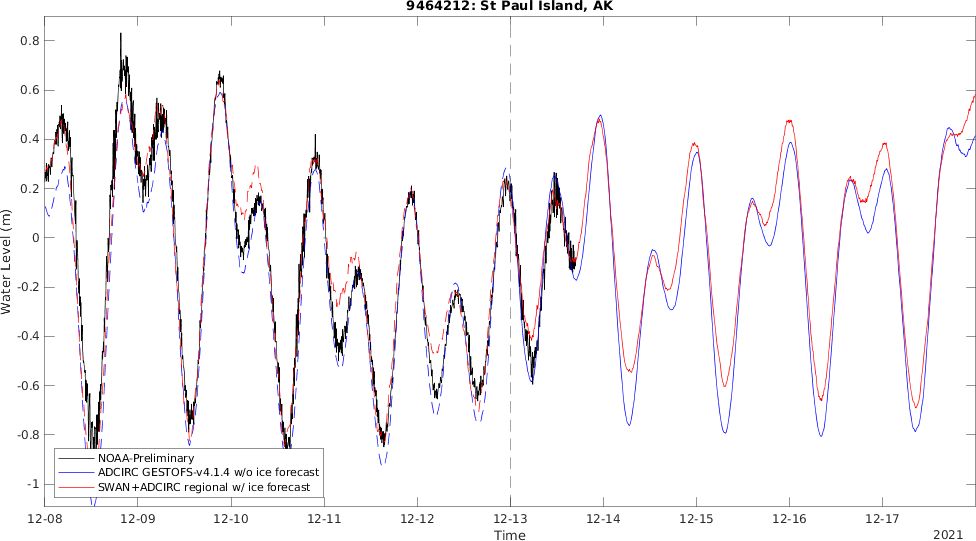 9464212: St Paul Island, AK
0.8
0.6
0.4
0.2
0
-0.2
-0.4
-0.6
-0.8
-1
Water Level (m)
NOAA-Preliminary
ADCIRC GESTOFS-v4.1.4 w/o ice forecast
SWAN+ADCIRC regional w/ ice forecast
12-08 12-09 12-10 12-11 12-12 12-13 12-14 12-15 12-16 12-17
Time
2021